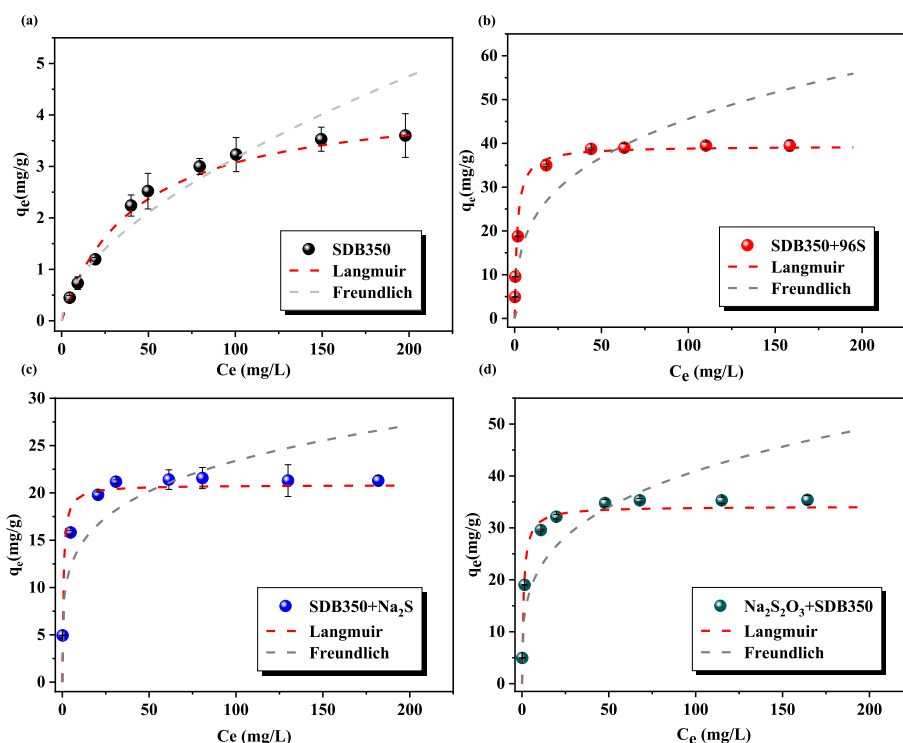 (a)
5
4
3
2
1
0
qe(mg/g)
0 50 100 150 200
Ce (mg/L)
SDB350
Langmuir
Freundlich
(b)
60
50
40
30
20
10
0
qe(mg/g)
0 50 100 150 200
Ce (mg/L)
SDB350+96S
Langmuir
Freundlich
(c)
30
25
20
15
10
5
0
qe(mg/g)
0 50 100 150 200
Ce (mg/L)
SDB350+Na₂S
Langmuir
Freundlich
(d)
50
40
30
20
10
0
qe(mg/g)
0 50 100 150 200
Ce (mg/L)
Na₂S₂O₃+SDB350
Langmuir
Freundlich